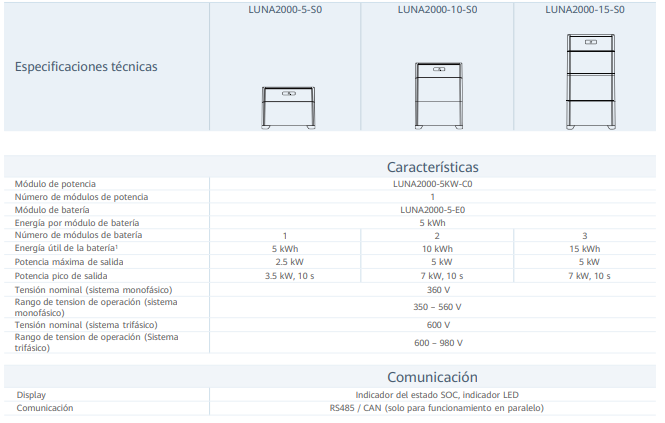 LUNA2000-5-S0 LUNA2000-10-S0 LUNA2000-15-S0
Especificaciones técnicas
Características
Módulo de potencia LUNA2000-5KW-C0
Número de módulos de potencia 1
Módulo de batería LUNA2000-5-E0
Energía por módulo de batería 5 kWh
Número de módulos de batería 1 2 3
Energía útil de la batería¹ 5 kWh 10 kWh 15 kWh
Potencia máxima de salida 2.5 kW 5 kW 5 kW
Potencia pico de salida 3.5 kW, 10 s 7 kW, 10 s 7 kW, 10 s
Tensión nominal (sistema monofásico) 360 V
Rango de tension de operación (sistema
monofásico) 350 – 560 V
Tensión nominal (sistema trifásico) 600 V
Rango de tension de operación (Sistema
trifásico) 600 – 980 V
Comunicación
Display Indicador del estado SOC, indicador LED
Comunicación RS485 / CAN (solo para funcionamiento en paralelo)